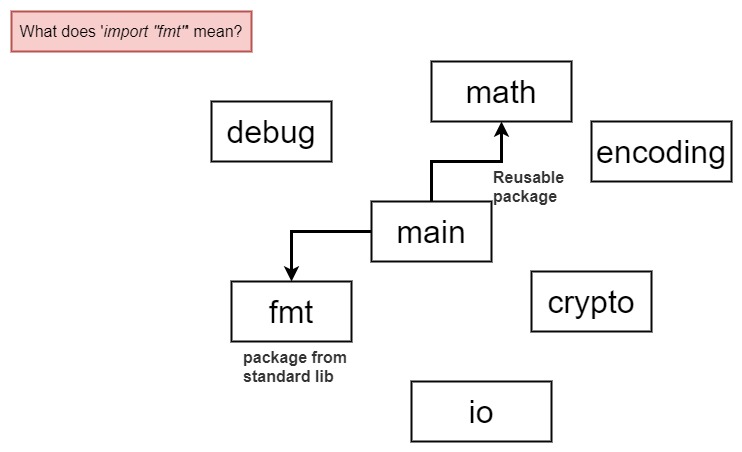 What does 'import "fmt"' mean?
math
debug
encoding
Reusable
package
main
fmt
crypto
package from
standard lib
io